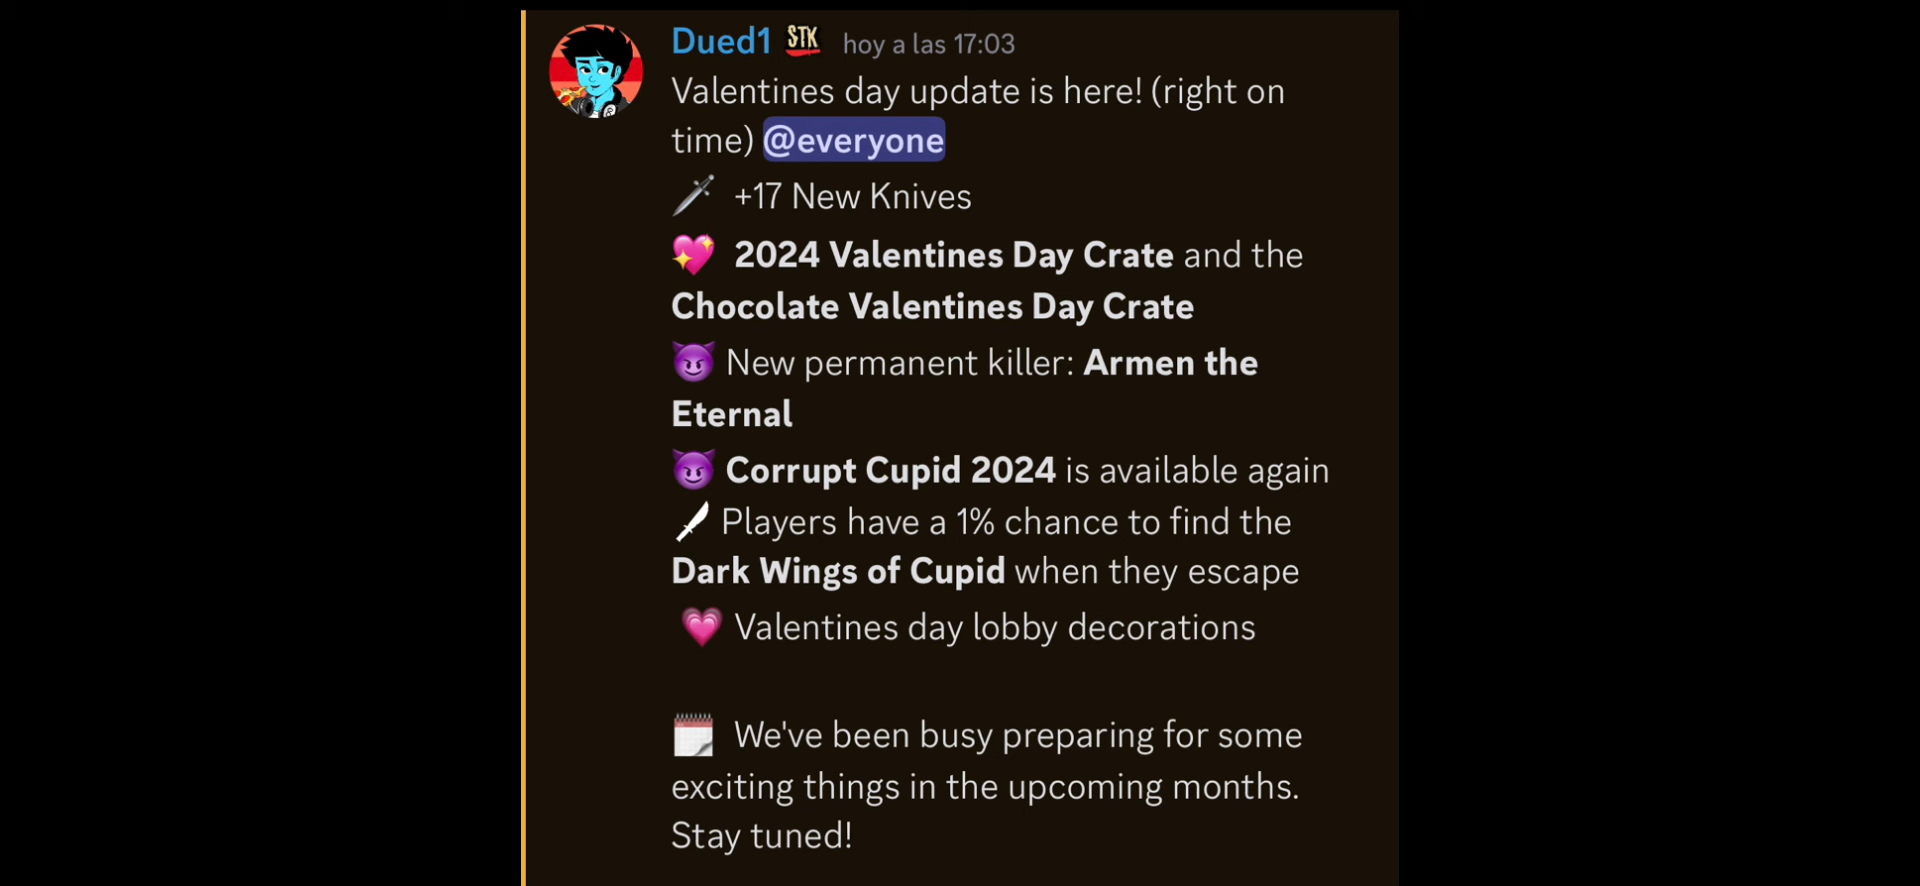 Dued1 STK hoy a las 17:03
Valentines day update is here! (right on
time) @everyone
🗡️ +17 New Knives
💖 2024 Valentines Day Crate and the
Chocolate Valentines Day Crate
😈 New permanent killer: Armen the
Eternal
😈 Corrupt Cupid 2024 is available again
Players have a 1% chance to find the
Dark Wings of Cupid when they escape
💗 Valentines day lobby decorations
🗓️ We've been busy preparing for some
exciting things in the upcoming months.
Stay tuned!